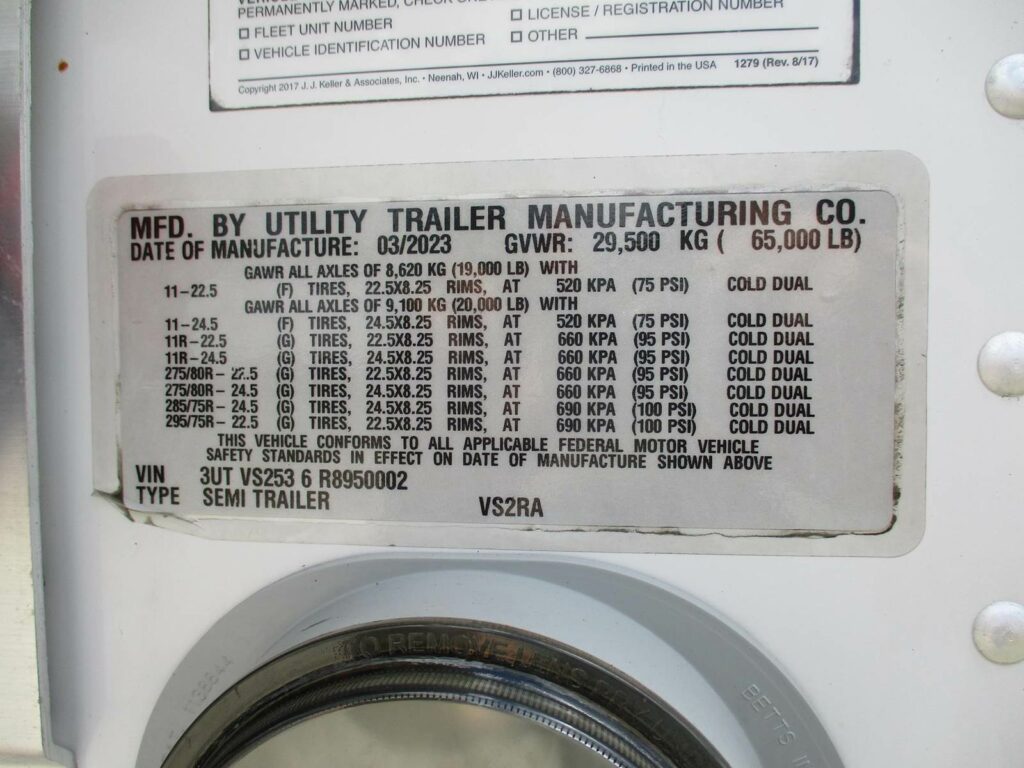 PERMANENTLY MARKED, CHECK ONE
□ FLEET UNIT NUMBER □ LICENSE / REGISTRATION NUMBER
□ VEHICLE IDENTIFICATION NUMBER □ OTHER
Copyright 2017 J. J. Keller & Associates, Inc. • Neenah, WI • JJKeller.com • (800) 327-6868 • Printed in the USA 1279 (Rev. 8/17)
MFD. BY UTILITY TRAILER MANUFACTURING CO.
DATE OF MANUFACTURE: 03/2023 GVWR: 29,500 KG ( 65,000 LB)
GAWR ALL AXLES OF 8,620 KG (19,000 LB) WITH
11-22.5 (F) TIRES, 22.5X8.25 RIMS, AT 520 KPA (75 PSI) COLD DUAL
GAWR ALL AXLES OF 9,100 KG (20,000 LB) WITH
11-24.5 (F) TIRES, 24.5X8.25 RIMS, AT 520 KPA (75 PSI) COLD DUAL
11R-22.5 (G) TIRES, 22.5X8.25 RIMS, AT 660 KPA (95 PSI) COLD DUAL
11R-24.5 (G) TIRES, 24.5X8.25 RIMS, AT 660 KPA (95 PSI) COLD DUAL
275/80R- 22.5 (G) TIRES, 22.5X8.25 RIMS, AT 660 KPA (95 PSI) COLD DUAL
275/80R- 24.5 (G) TIRES, 24.5X8.25 RIMS, AT 660 KPA (95 PSI) COLD DUAL
285/75R- 24.5 (G) TIRES, 24.5X8.25 RIMS, AT 690 KPA (100 PSI) COLD DUAL
295/75R- 22.5 (G) TIRES, 22.5X8.25 RIMS, AT 690 KPA (100 PSI) COLD DUAL
THIS VEHICLE CONFORMS TO ALL APPLICABLE FEDERAL MOTOR VEHICLE
SAFETY STANDARDS IN EFFECT ON DATE OF MANUFACTURE SHOWN ABOVE
VIN 3UT VS253 6 R8950002
TYPE SEMI TRAILER VS2RA
TO REMOVE LENS
BETTS